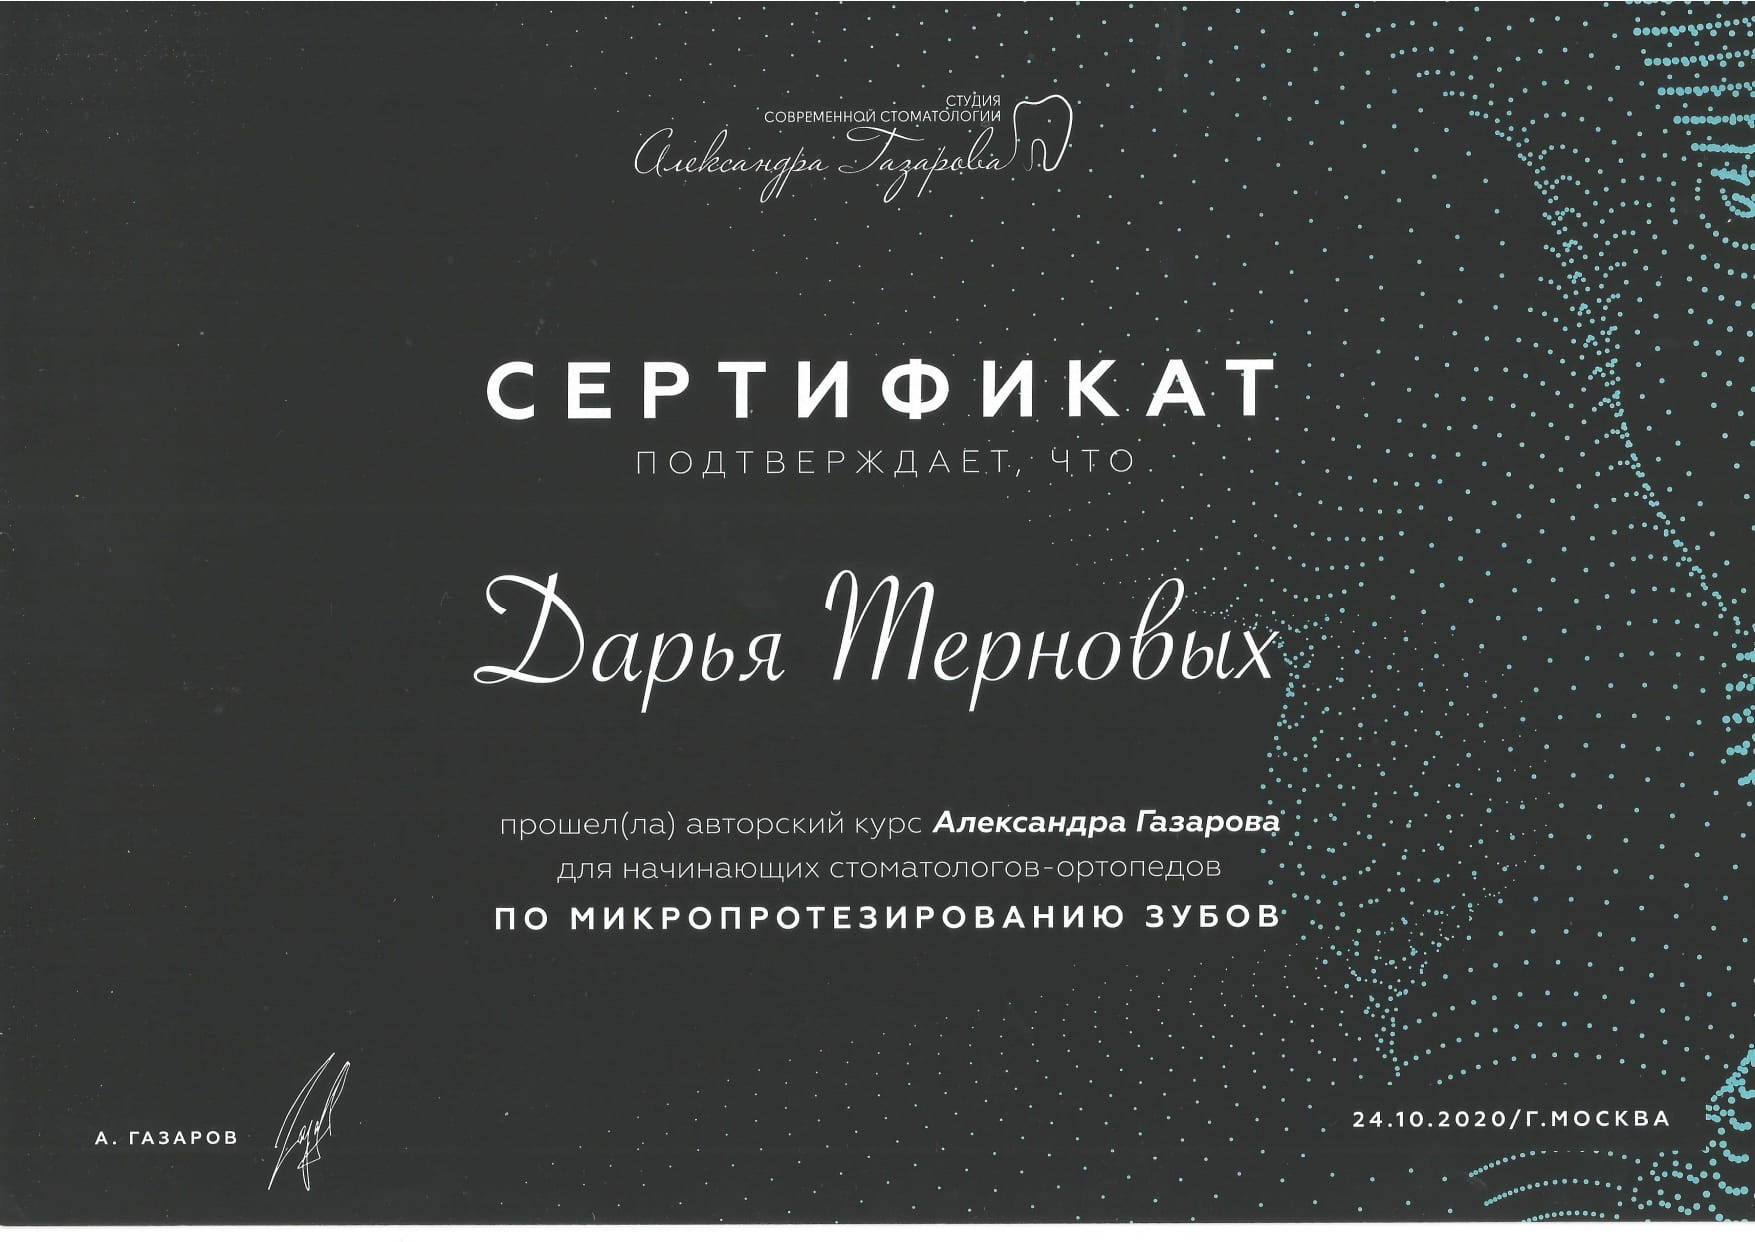 СТУДИЯ
СОВРЕМЕННОЙ СТОМАТОЛОГИИ
Александра Газарова
СЕРТИФИКАТ
ПОДТВЕРЖДАЕТ, ЧТО
Дарья Терновых
прошел(ла) авторский курс Александра Газарова
для начинающих стоматологов-ортопедов
ПО МИКРОПРОТЕЗИРОВАНИЮ ЗУБОВ
А. ГАЗАРОВ
24.10.2020/Г.МОСКВА